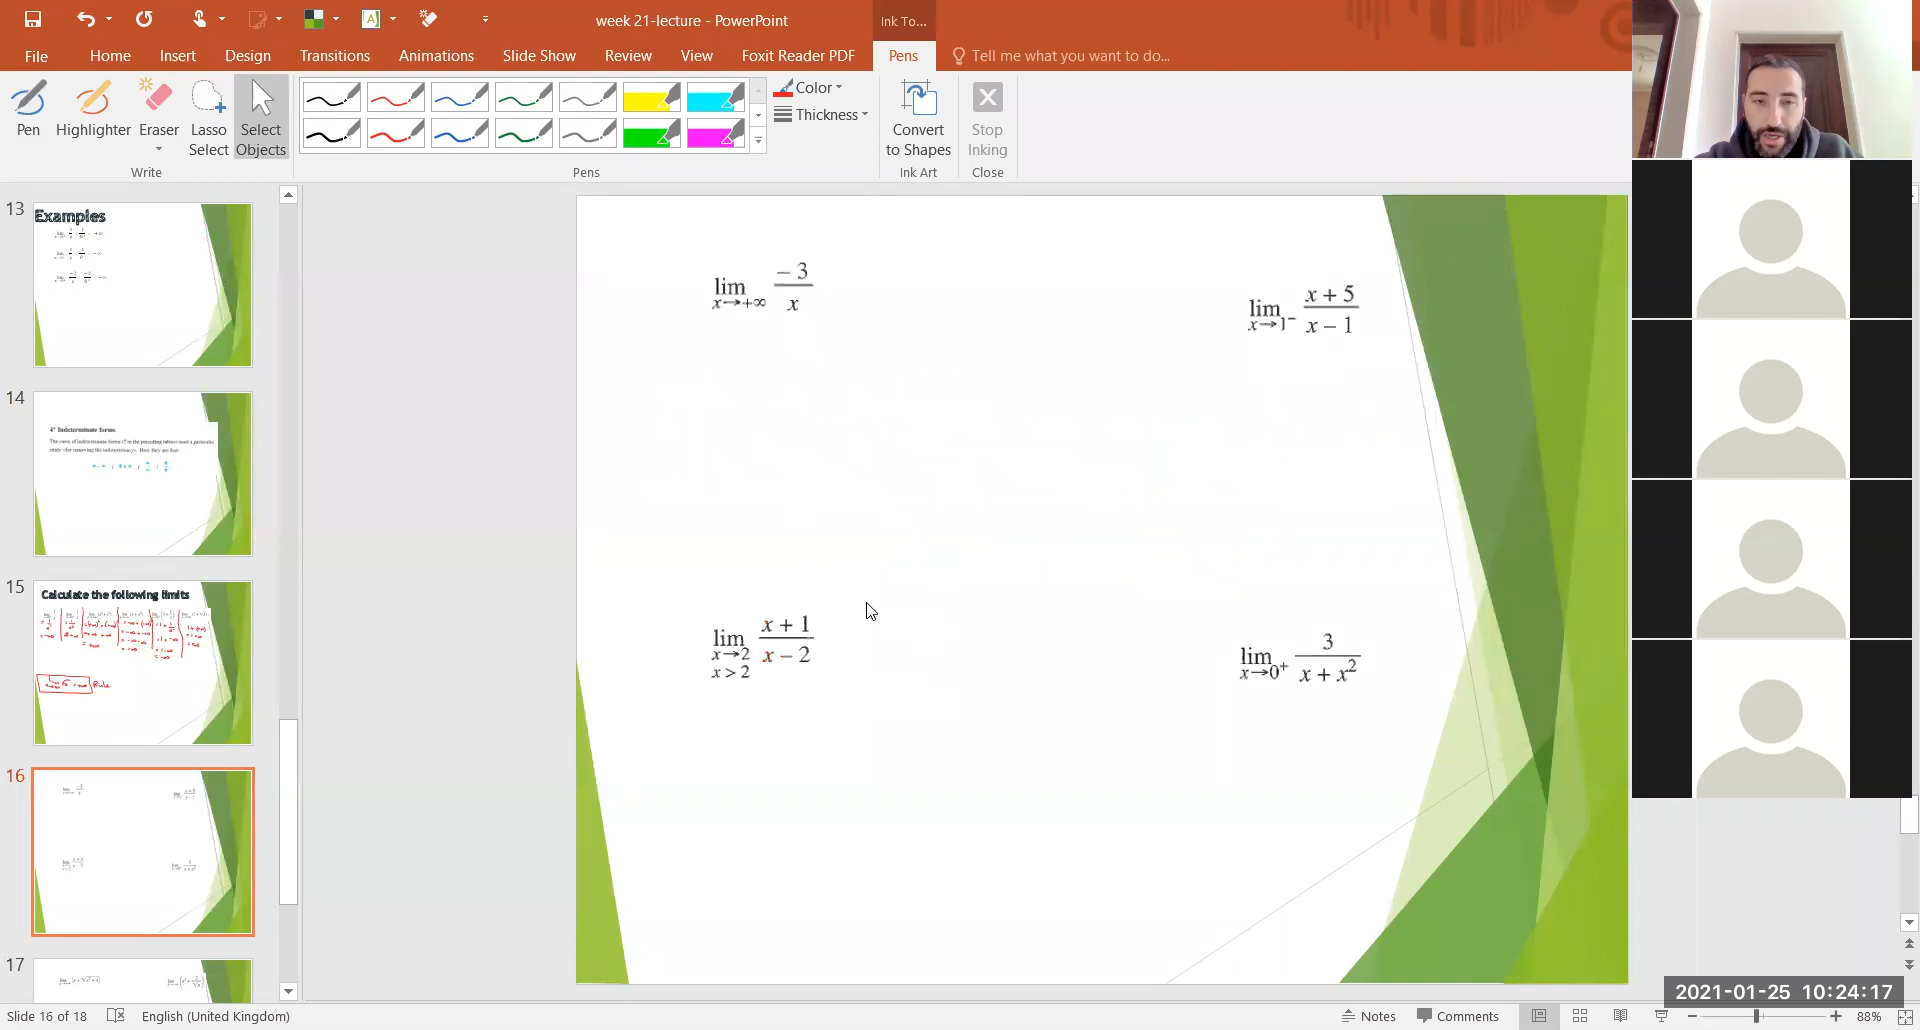 week 21-lecture - PowerPoint
Ink To...
File
Home
Insert
Design
Transitions
Animations
Slide Show
Review
View
Foxit Reader PDF
Pens
Tell me what you want to do...
Pen
Highlighter
Eraser
Lasso
Select
Select
Objects
Write
Pens
Color
Thickness
Convert
to Shapes
Ink Art
Stop
Inking
Close
13
Examples
14
4° Indeterminate forms
15
Calculate the following limits
Rule
16
17
lim x→+∞ −3/x
lim x→1⁻ (x + 5)/(x − 1)
lim x→2 x > 2 (x + 1)/(x − 2)
lim x→0⁺ 3/(x + x²)
2021-01-25 10:24:17
Slide 16 of 18
English (United Kingdom)
Notes
Comments
88%